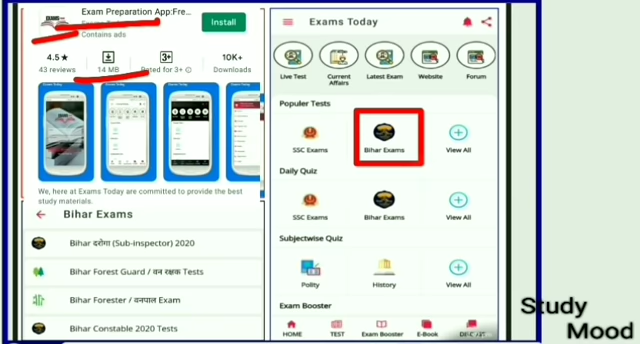 Exam Preparation App:Fre...
Install
Contains ads
4.5★
43 reviews
14 MB
3+
Rated for 3+
10K+
Downloads
We, here at Exams Today are committed to provide the best
study materials.
← Bihar Exams
Bihar दरोगा (Sub-inspector) 2020
Bihar Forest Guard / वन रक्षक Tests
Bihar Forester / वनपाल Exam
Bihar Constable 2020 Tests
Exams Today
Live Test
Current Affairs
Latest Exam
Website
Forum
Populer Tests
SSC Exams
Bihar Exams
View All
Daily Quiz
SSC Exams
Bihar Exams
View All
Subjectwise Quiz
Polity
History
View All
Exam Booster
HOME
TEST
Exam Booster
E-Book
Study
Mood